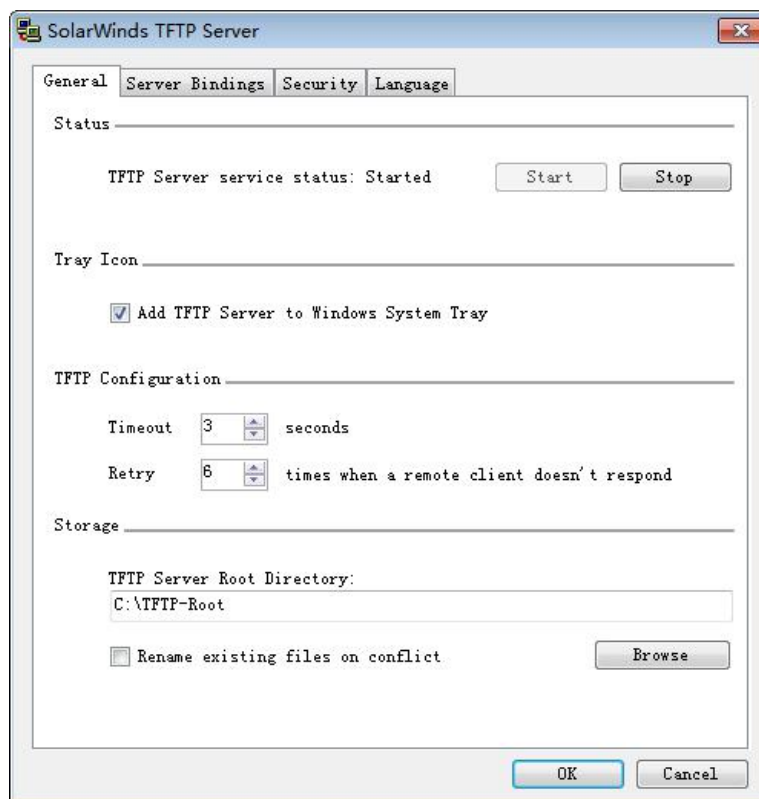 SolarWinds TFTP Server
General Server Bindings Security Language
Status
TFTP Server service status: Started Start Stop
Tray Icon
Add TFTP Server to Windows System Tray
TFTP Configuration
Timeout 3 seconds
Retry 6 times when a remote client doesn't respond
Storage
TFTP Server Root Directory:
C:\TFTP-Root
Rename existing files on conflict Browse
OK Cancel